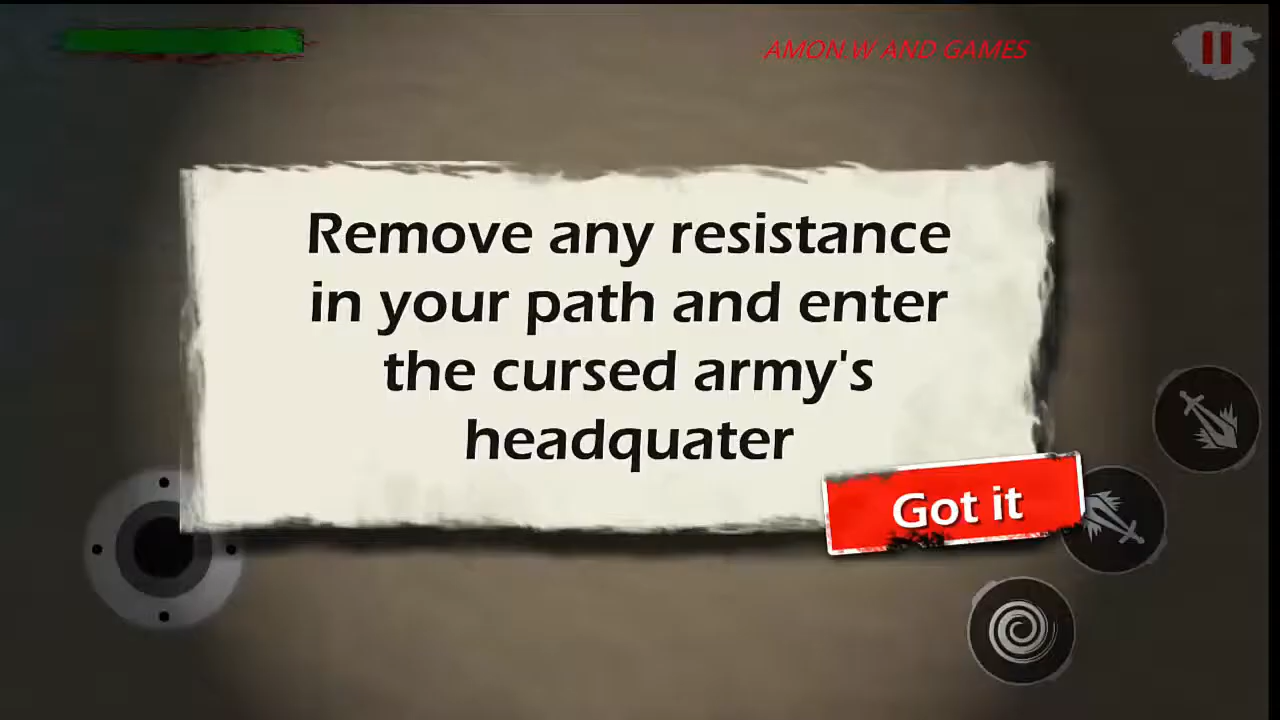 AMON.W AND GAMES
Remove any resistance
in your path and enter
the cursed army's
headquater
Got it